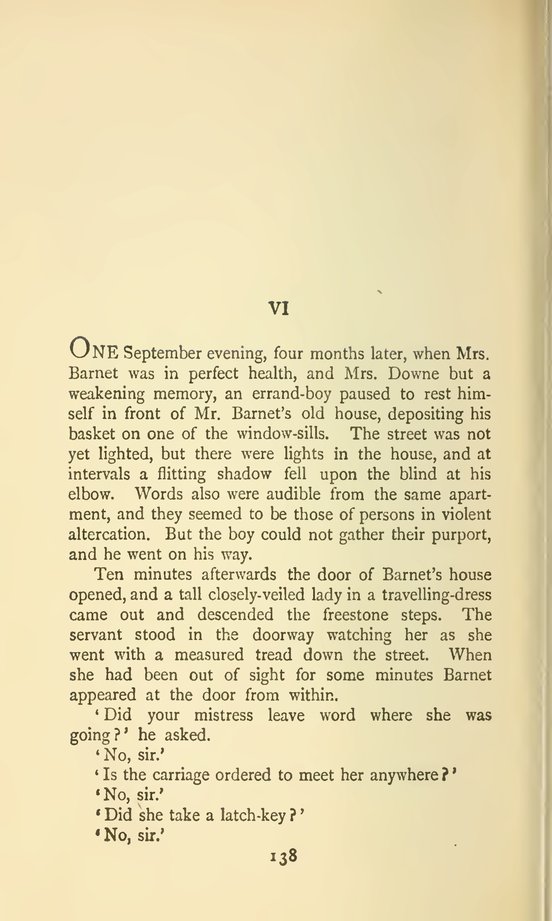 VI
ONE September evening, four months later, when Mrs.
Barnet was in perfect health, and Mrs. Downe but a
weakening memory, an errand-boy paused to rest him-
self in front of Mr. Barnet's old house, depositing his
basket on one of the window-sills. The street was not
yet lighted, but there were lights in the house, and at
intervals a flitting shadow fell upon the blind at his
elbow. Words also were audible from the same apart-
ment, and they seemed to be those of persons in violent
altercation. But the boy could not gather their purport,
and he went on his way.
Ten minutes afterwards the door of Barnet's house
opened, and a tall closely-veiled lady in a travelling-dress
came out and descended the freestone steps. The
servant stood in the doorway watching her as she
went with a measured tread down the street. When
she had been out of sight for some minutes Barnet
appeared at the door from within.
‘Did your mistress leave word where she was
going?’ he asked.
‘No, sir.’
‘Is the carriage ordered to meet her anywhere?’
‘No, sir.’
‘Did she take a latch-key?’
‘No, sir.’
138